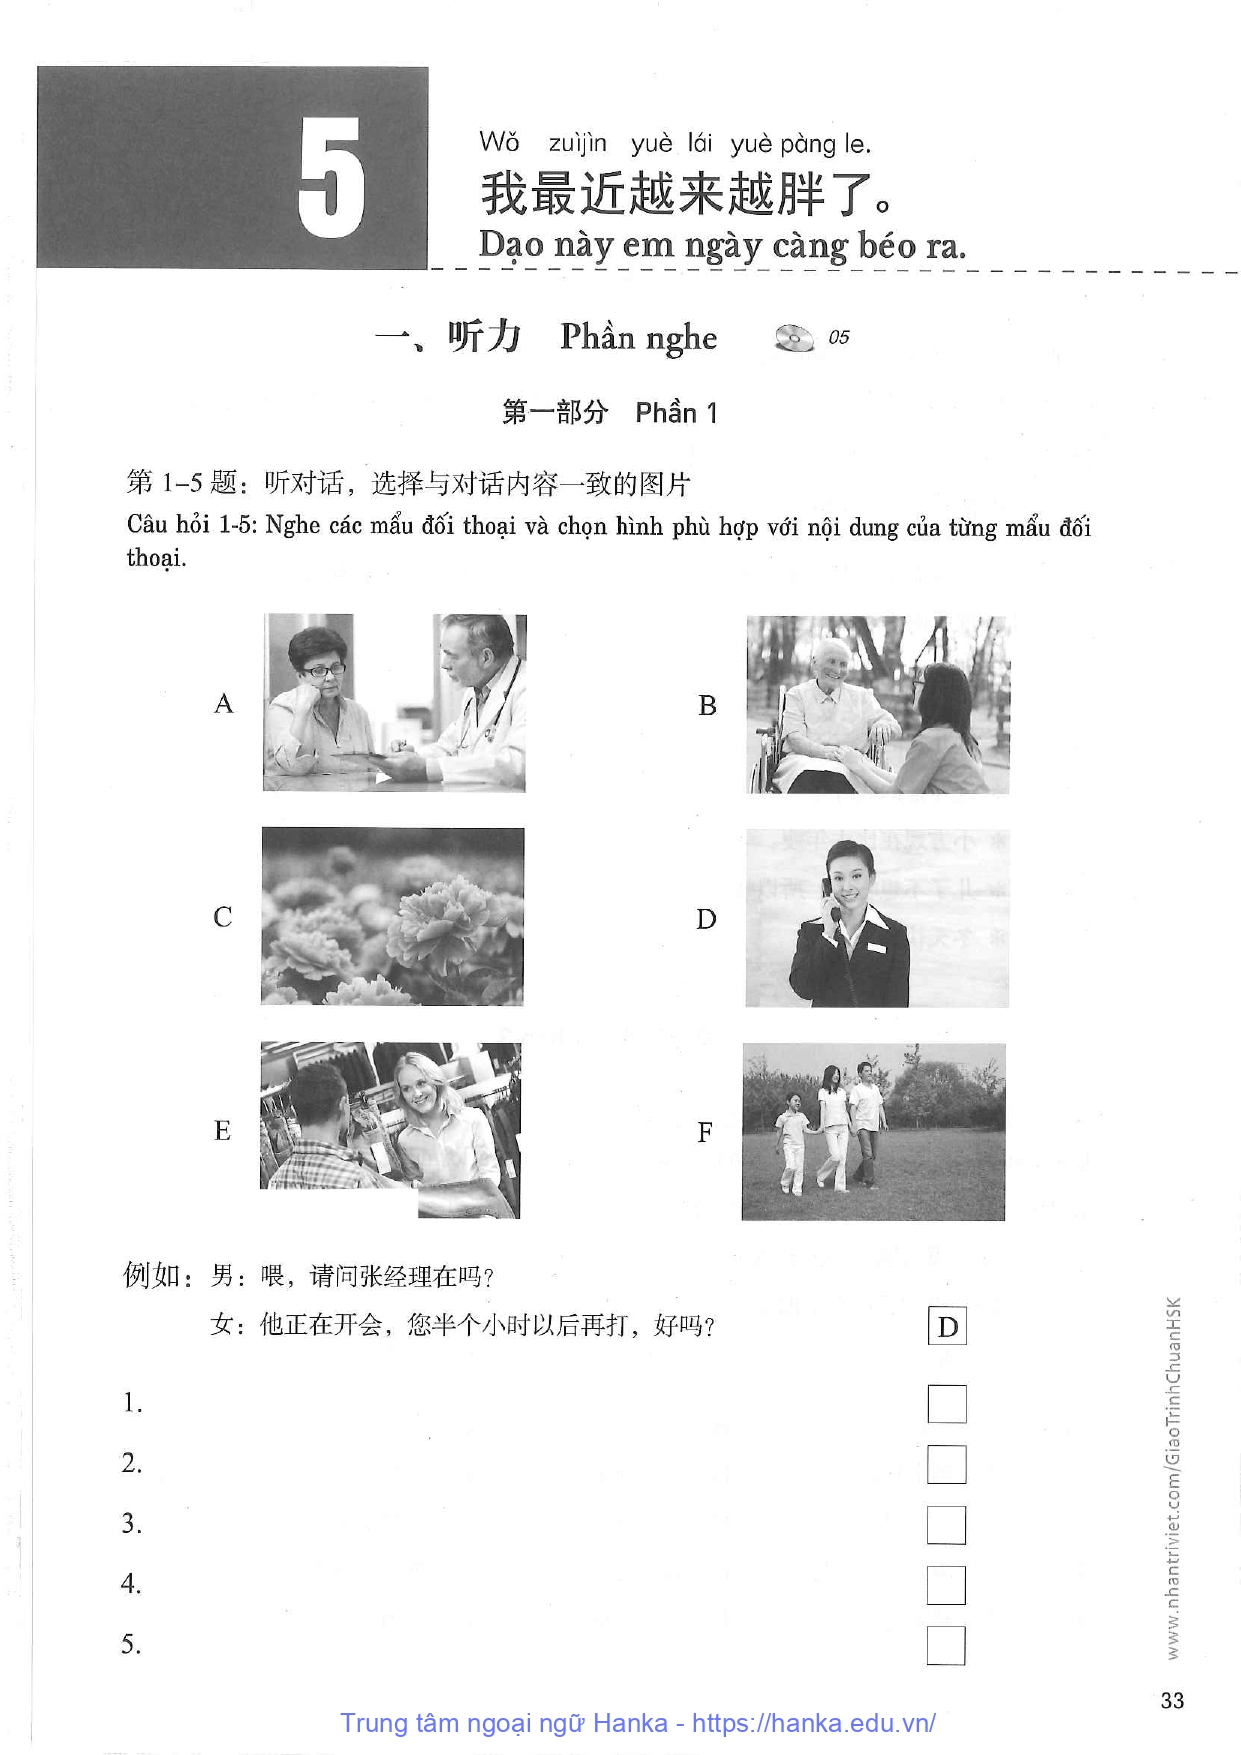 5
Wǒ zuìjìn yuè lái yuè pàng le.
我最近越来越胖了。
Dạo này em ngày càng béo ra.
一、听力 Phần nghe 05
第一部分 Phần 1
第 1–5 题：听对话，选择与对话内容一致的图片
Câu hỏi 1-5: Nghe các mẩu đối thoại và chọn hình phù hợp với nội dung của từng mẩu đối
thoại.
A
B
C
D
E
F
例如：男：喂，请问张经理在吗？
女：他正在开会，您半个小时以后再打，好吗？
D
1.
2.
3.
4.
5.
www.nhantriviet.com/GiaoTrinhChuanHSK
33
Trung tâm ngoại ngữ Hanka - https://hanka.edu.vn/